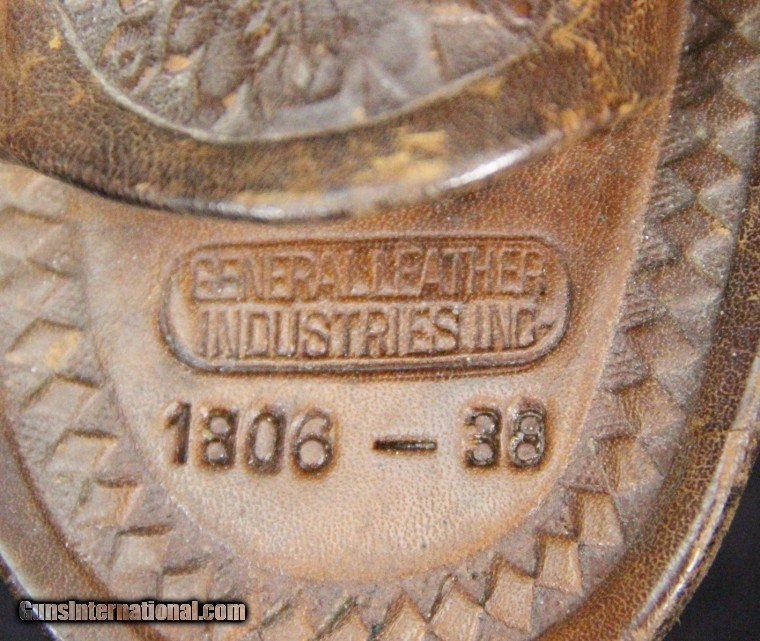 GENERAL LEATHER
INDUSTRIES INC
1806 - 38
GunsInternational.com